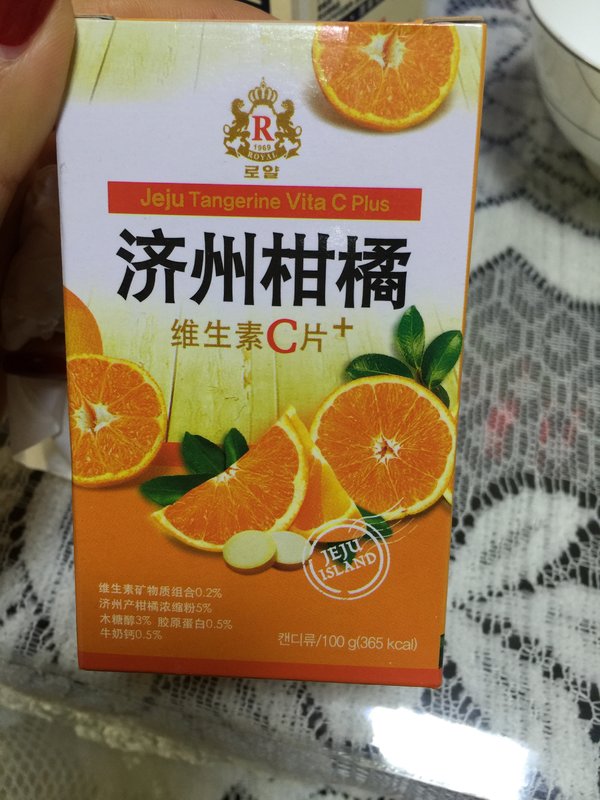 R
1969
ROYAL
로얄
Jeju Tangerine Vita C Plus
济州柑橘
维生素C片+
JEJU
ISLAND
维生素矿物质组合0.2%
济州产柑橘浓缩粉5%
木糖醇3% 胶原蛋白0.5%
牛奶钙0.5%
캔디류/100 g(365 kcal)